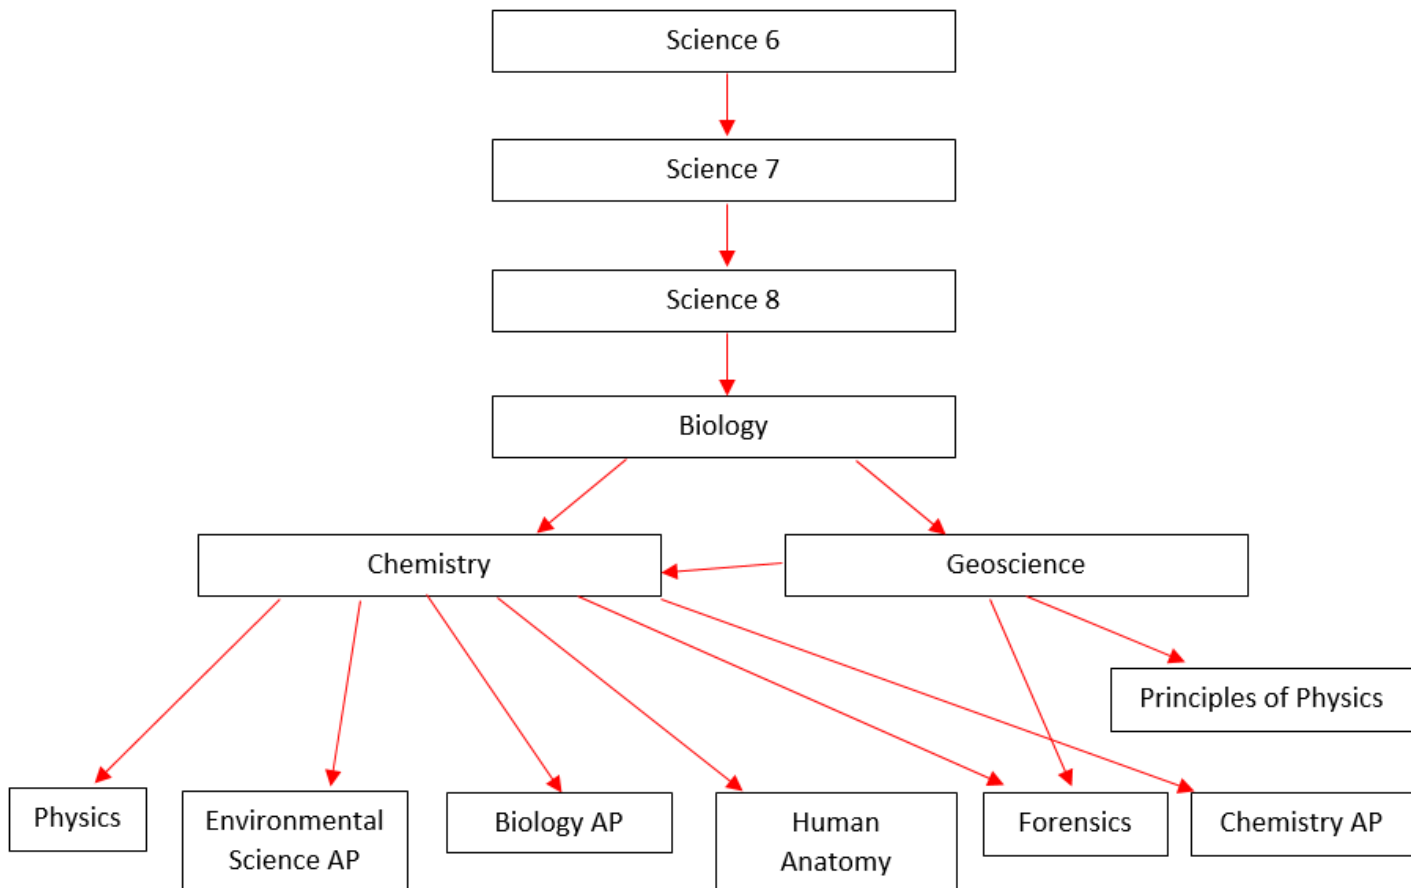 Science 6
Science 7
Science 8
Biology
Chemistry
Geoscience
Principles of Physics
Physics
Environmental
Science AP
Biology AP
Human
Anatomy
Forensics
Chemistry AP